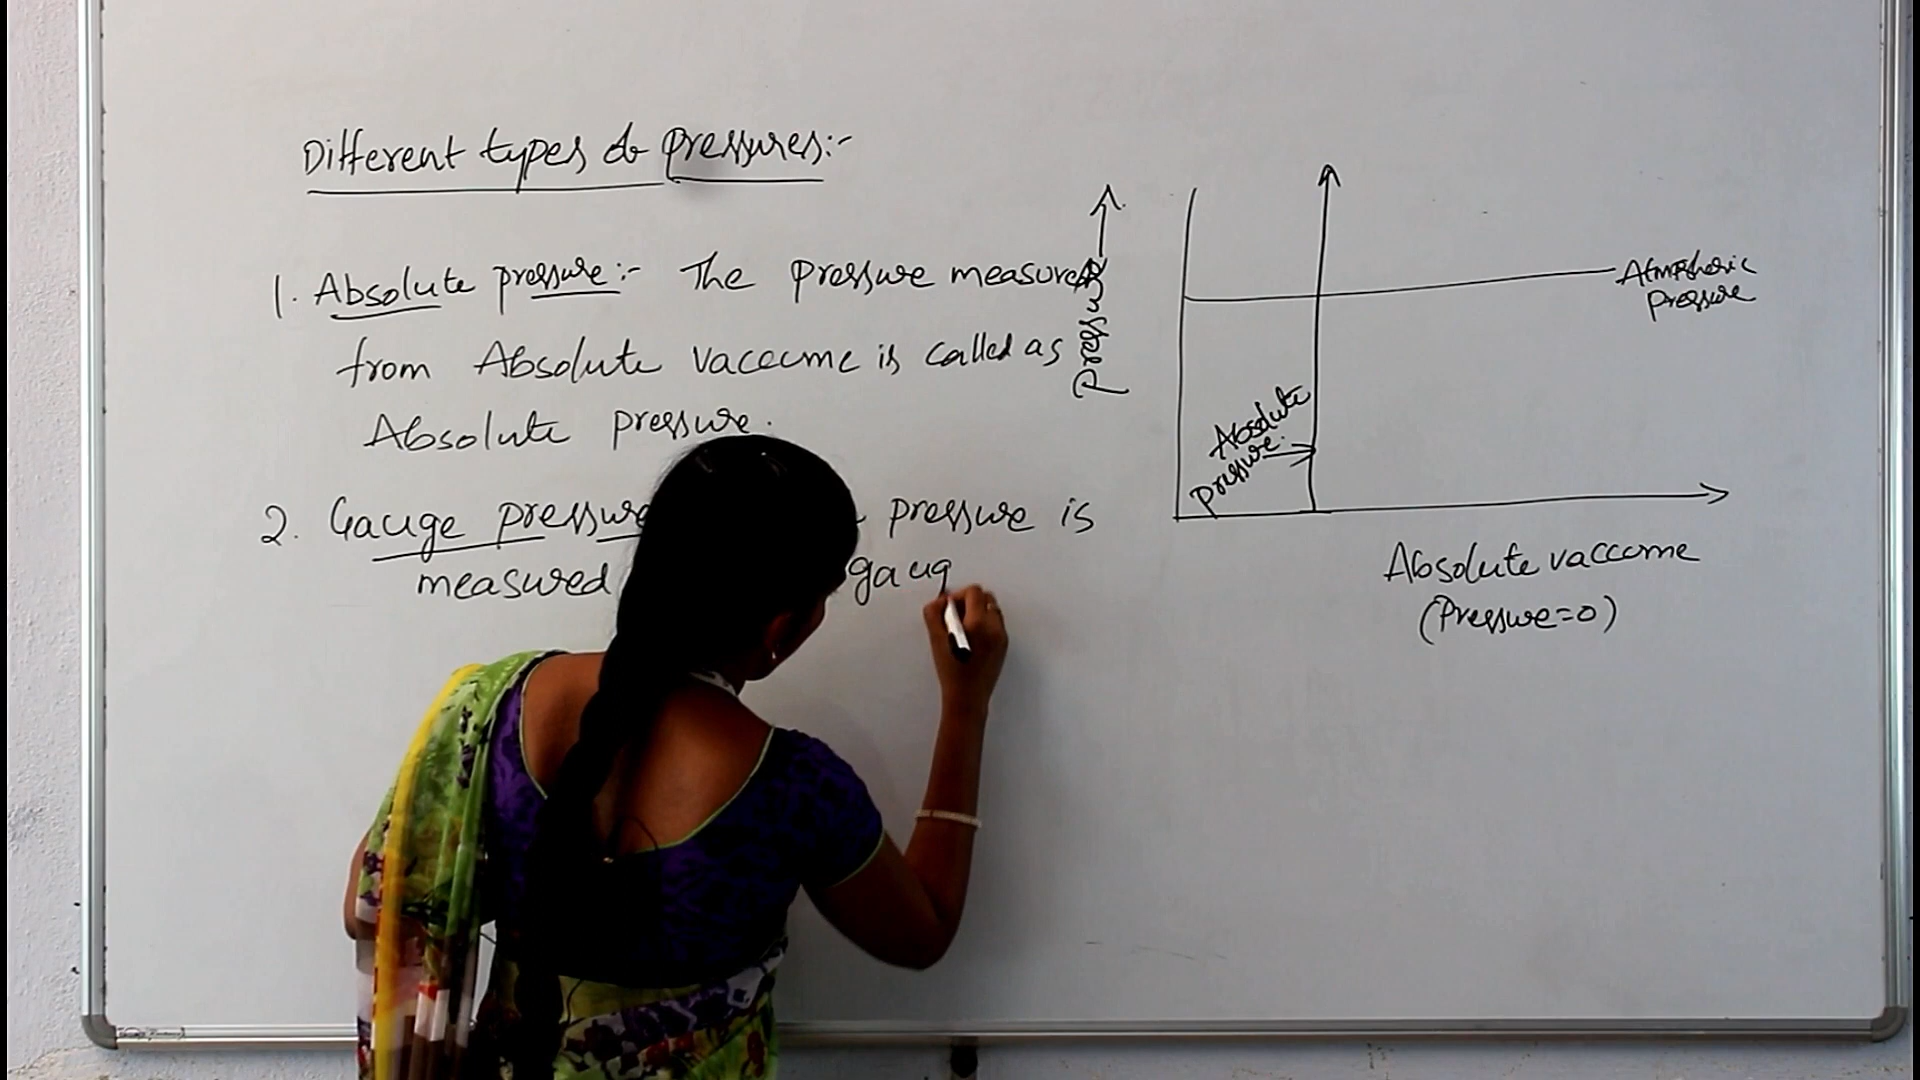 Different types of pressures:-
1. Absolute pressure:- The pressure measured
from Absolute vaccume is called as
Absolute pressure.
2. Gauge pressure pressure is
measured gaug
Pressure
Atmospheric
pressure
Absolute
pressure.
Absolute vaccume
(Pressure=0)